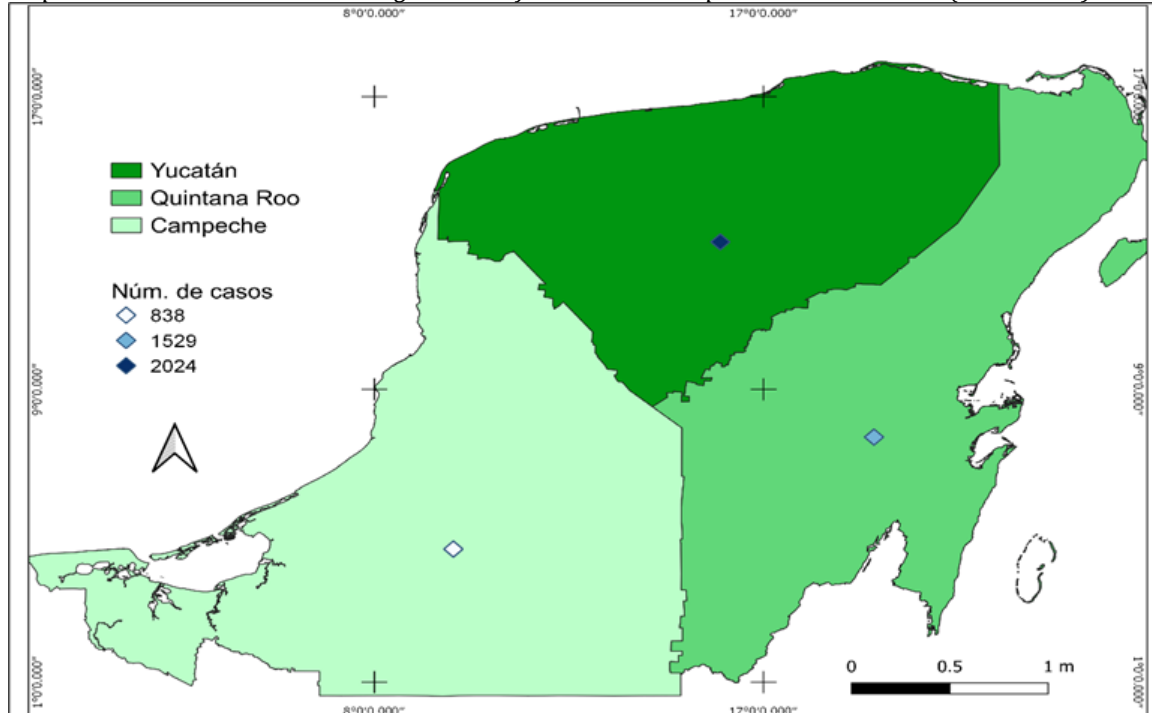 8°0'0.000" 17°0'0.000"
17°0'0.000" 17°0'0.000"
Yucatán
Quintana Roo
Campeche
Núm. de casos
838
1529
2024
9°0'0.000" 9°0'0.000"
0 0.5 1 m
1°0'0.000" 1°0'0.000"
8°0'0.000" 17°0'0.000"